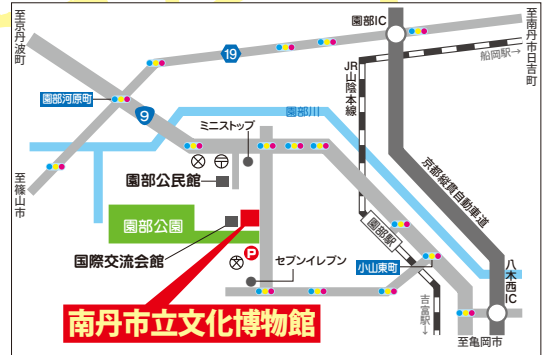 至京丹波町
園部IC
至南丹市日吉町
船岡駅→
19
JR山陰本線
園部河原町
9
園部川
ミニストップ
園部公民館
京都縦貫自動車道
至篠山市
園部公園
園部駅
国際交流会館
P
セブンイレブン
小山東町
八木西IC
南丹市立文化博物館
吉富駅→
至亀岡市